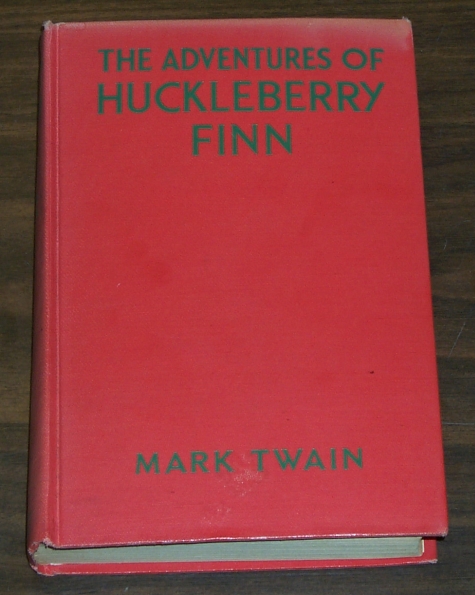 THE ADVENTURES OF
HUCKLEBERRY
FINN
MARK TWAIN